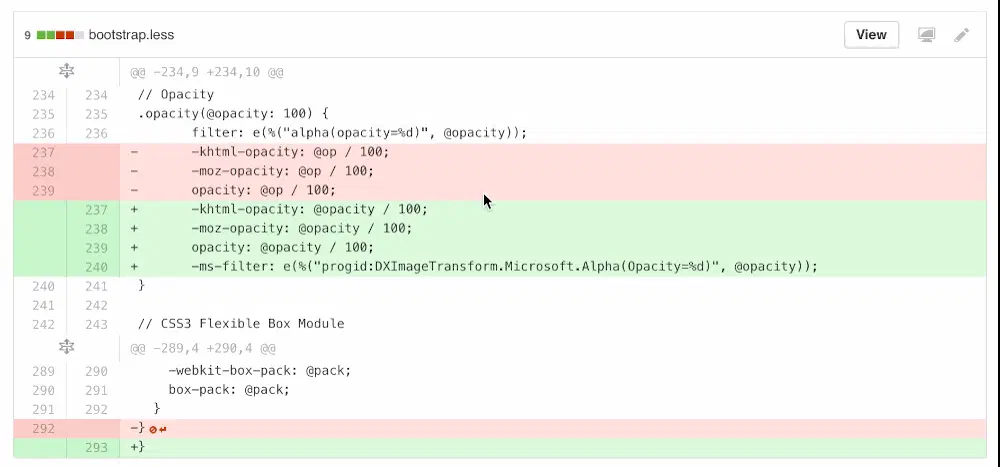 9 bootstrap.less View
@@ -234,9 +234,10 @@
234 234 // Opacity
235 235 .opacity(@opacity: 100) {
236 236 filter: e(%("alpha(opacity=%d)", @opacity));
237 - -khtml-opacity: @op / 100;
238 - -moz-opacity: @op / 100;
239 - opacity: @op / 100;
237 + -khtml-opacity: @opacity / 100;
238 + -moz-opacity: @opacity / 100;
239 + opacity: @opacity / 100;
240 + -ms-filter: e(%("progid:DXImageTransform.Microsoft.Alpha(Opacity=%d)", @opacity));
240 241 }
241 242
242 243 // CSS3 Flexible Box Module
@@ -289,4 +290,4 @@
289 290 -webkit-box-pack: @pack;
290 291 box-pack: @pack;
291 292 }
292 -}
293 +}